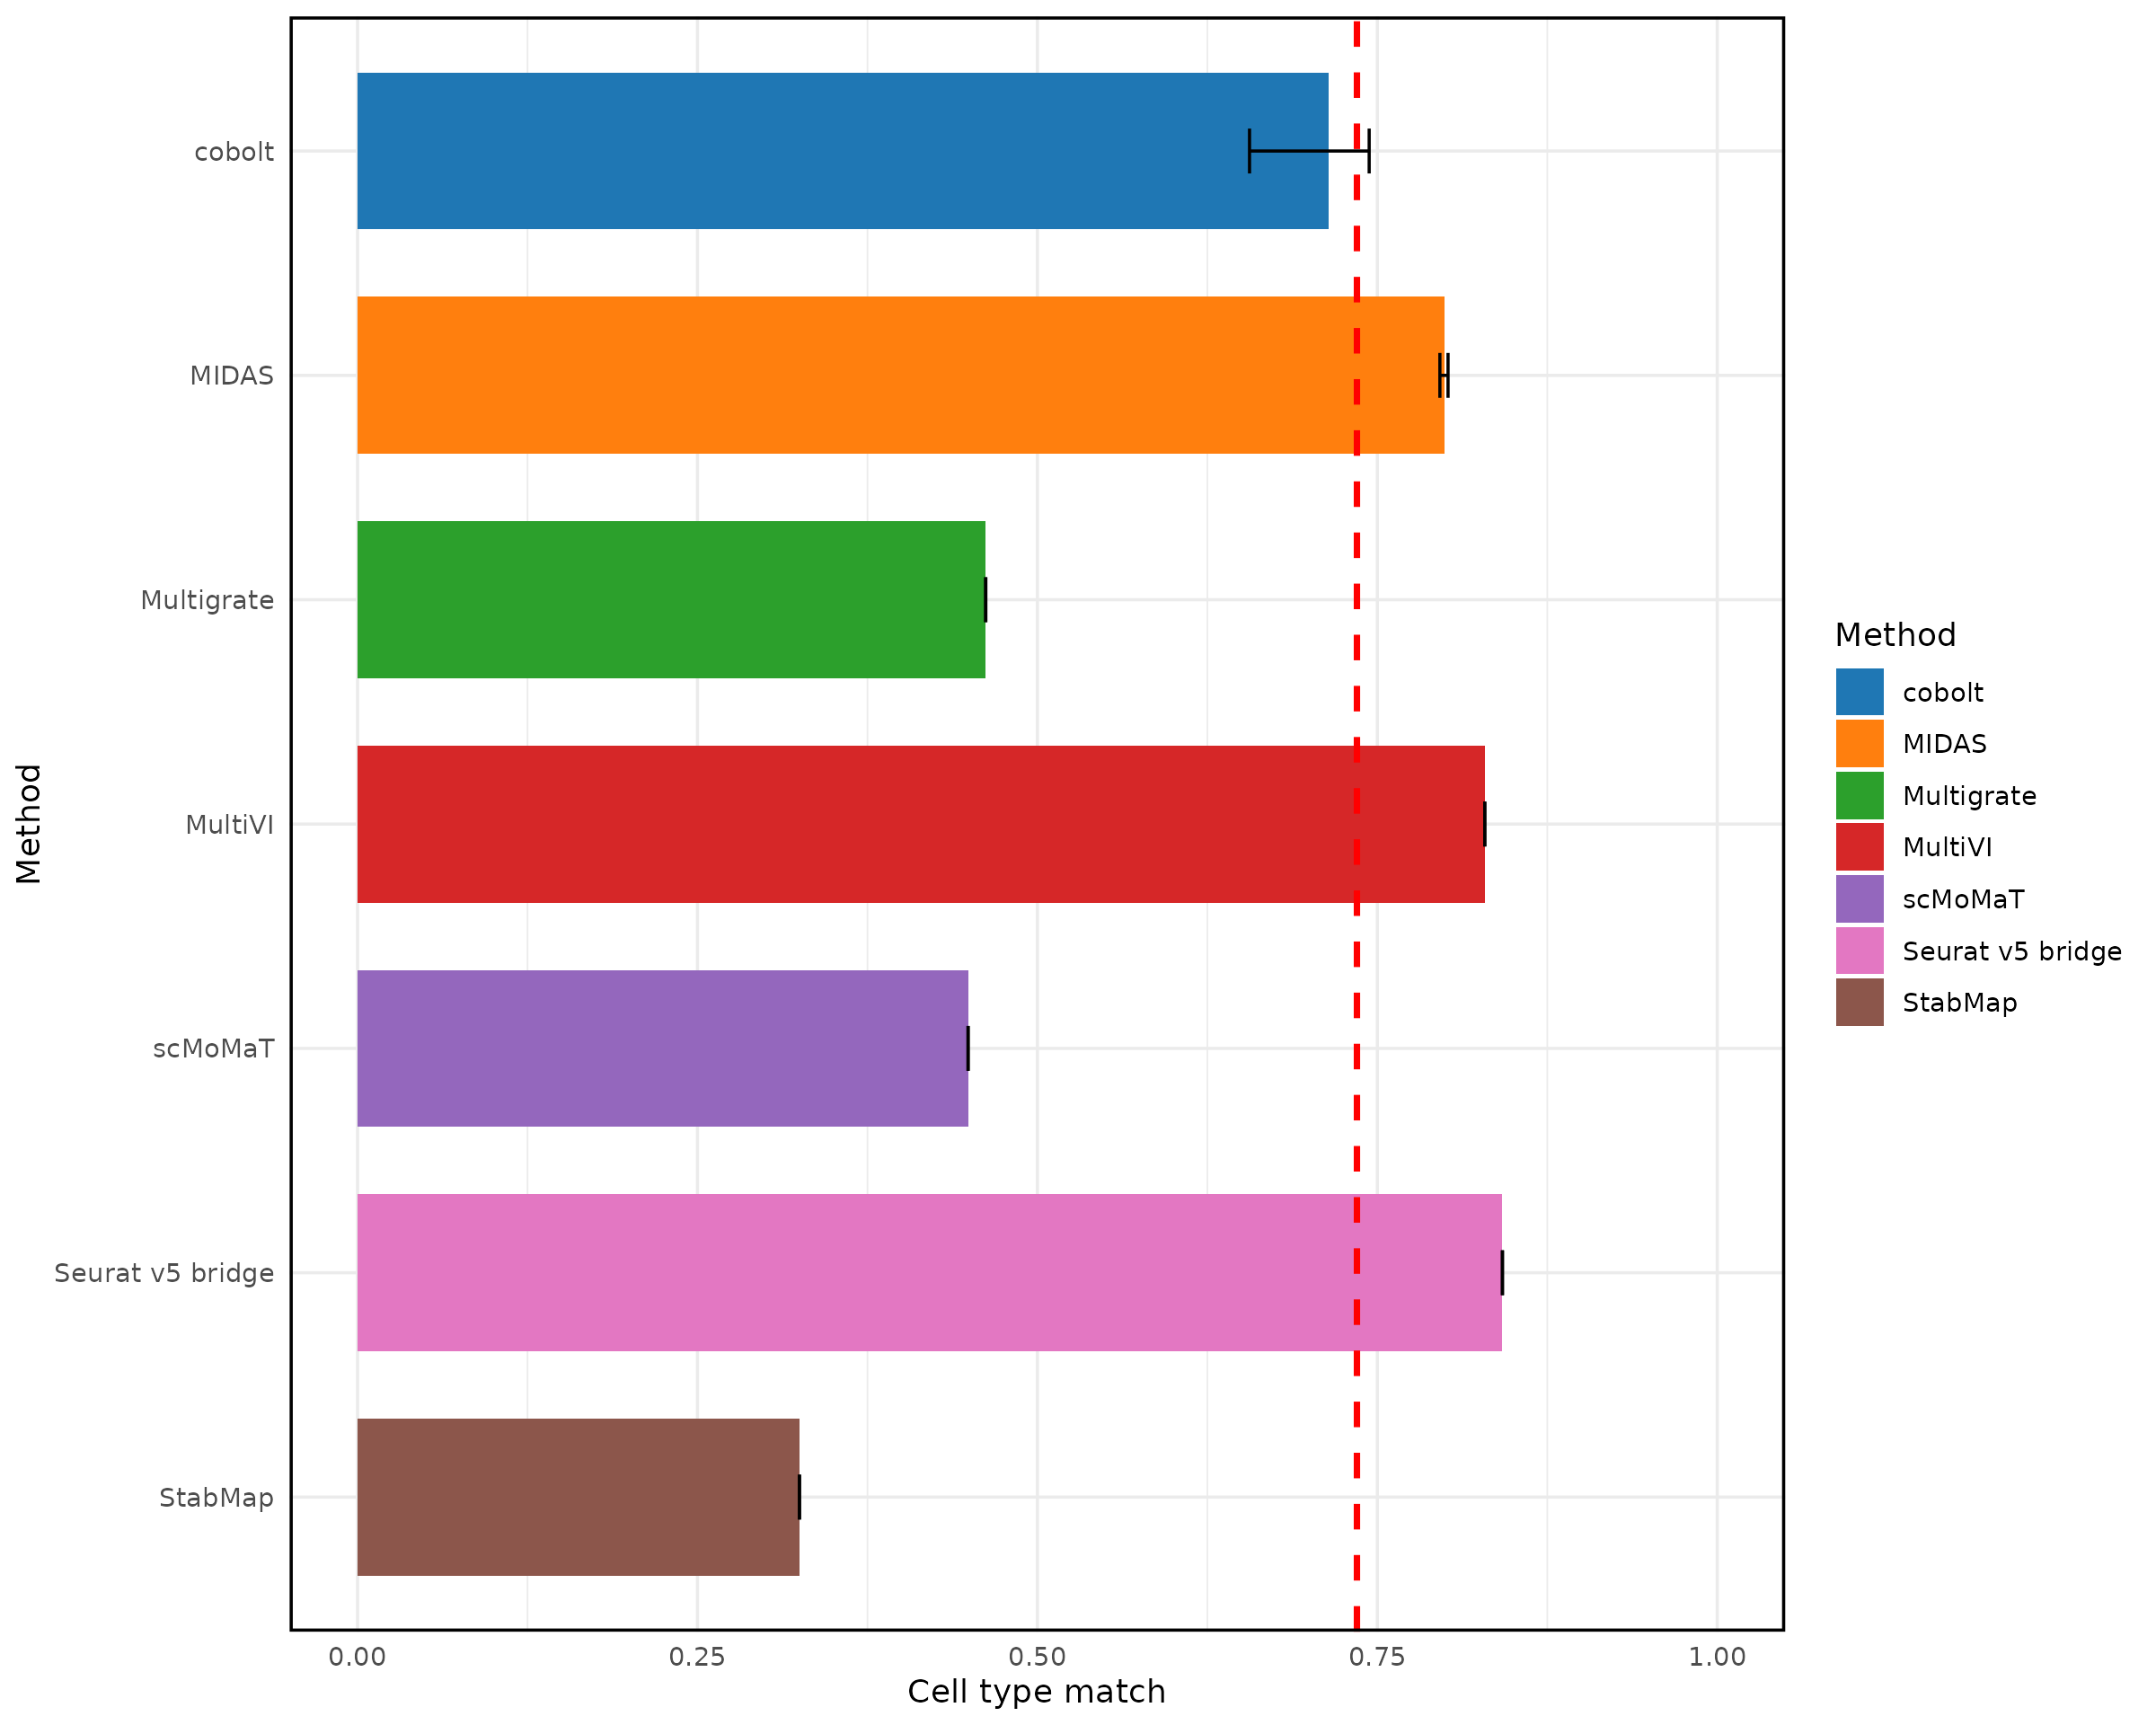 cobolt
MIDAS
Multigrate
MultiVI
scMoMaT
Seurat v5 bridge
StabMap
Method
0.00
0.25
0.50
0.75
1.00
Cell type match
Method
cobolt
MIDAS
Multigrate
MultiVI
scMoMaT
Seurat v5 bridge
StabMap